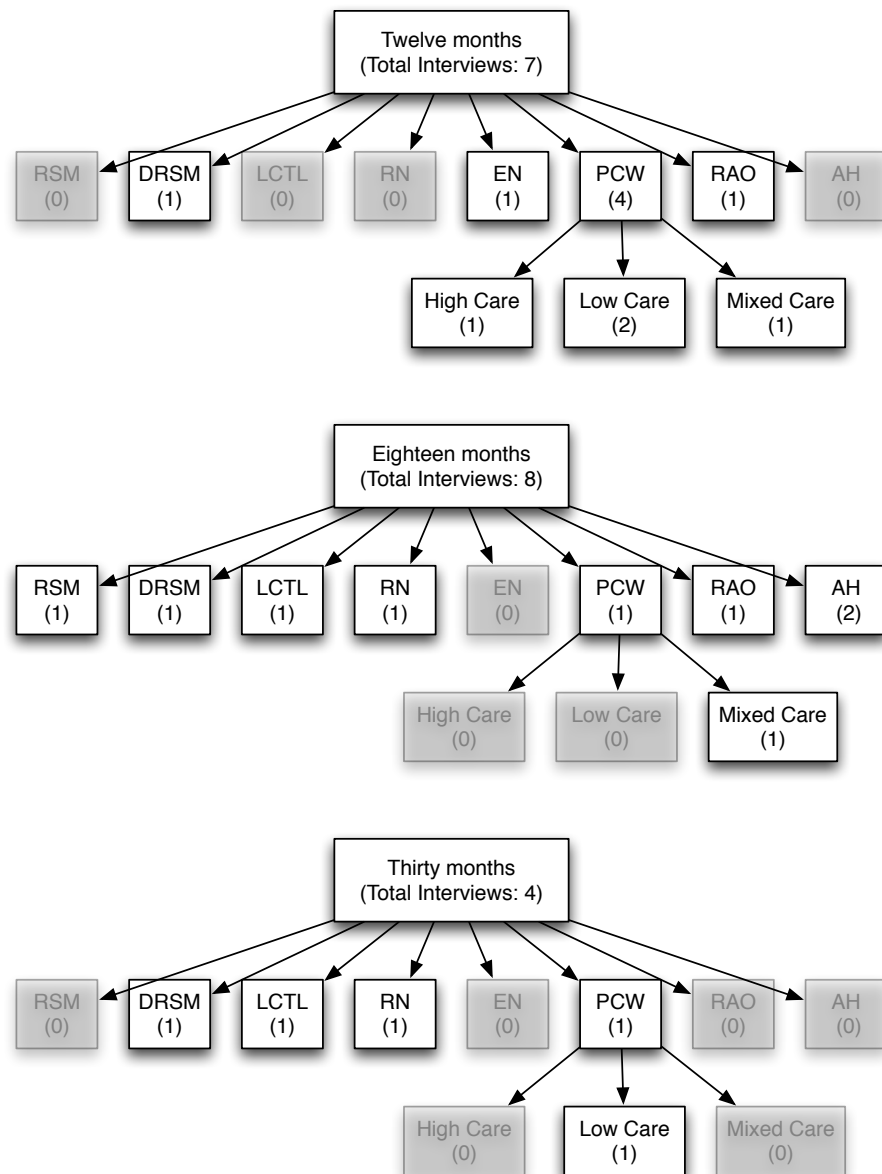 Twelve months
(Total Interviews: 7)
RSM DRSM LCTL RN EN PCW RAO AH
(0) (1) (0) (0) (1) (4) (1) (0)
High Care Low Care Mixed Care
(1) (2) (1)
Eighteen months
(Total Interviews: 8)
RSM DRSM LCTL RN EN PCW RAO AH
(1) (1) (1) (1) (0) (1) (1) (2)
High Care Low Care Mixed Care
(0) (0) (1)
Thirty months
(Total Interviews: 4)
RSM DRSM LCTL RN EN PCW RAO AH
(0) (1) (1) (1) (0) (1) (0) (0)
High Care Low Care Mixed Care
(0) (1) (0)